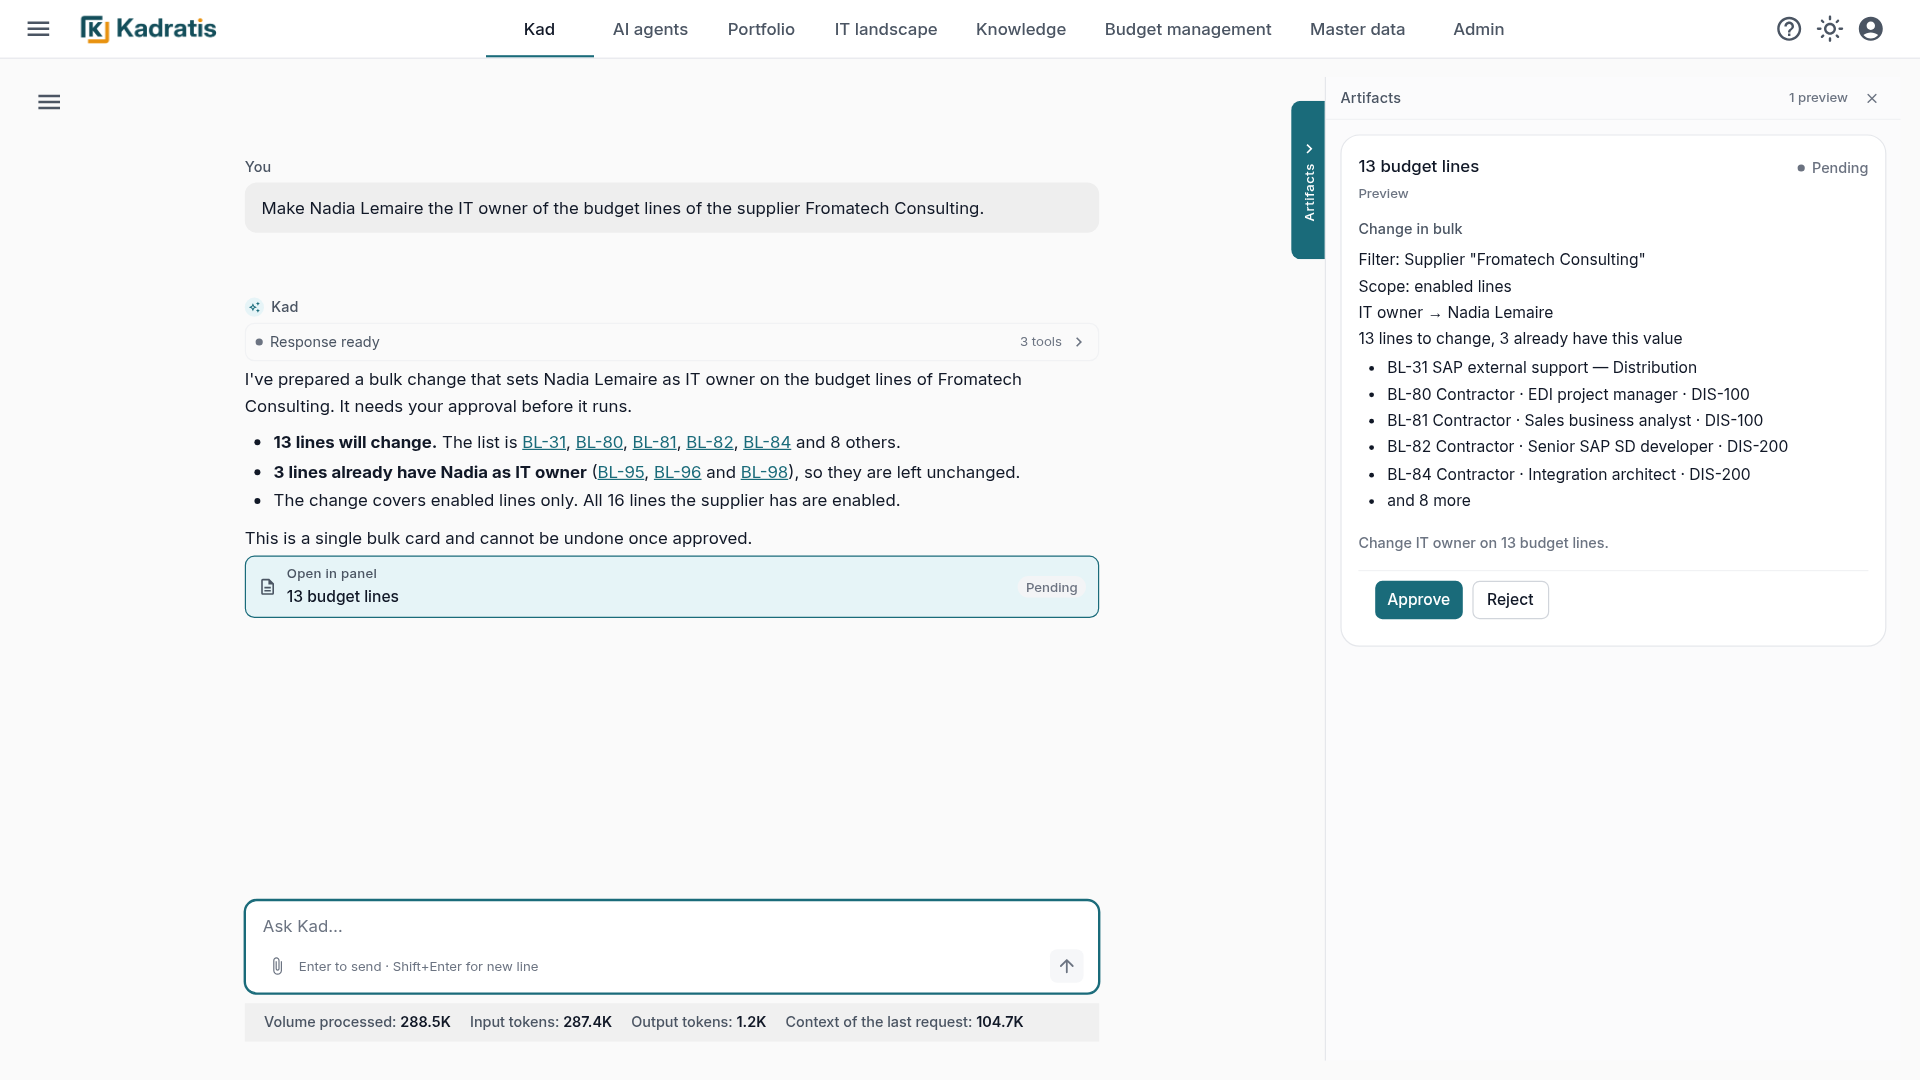 Kadratis
Kad
AI agents
Portfolio
IT landscape
Knowledge
Budget management
Master data
Admin
You
Make Nadia Lemaire the IT owner of the budget lines of the supplier Fromatech Consulting.
Kad
Response ready
3 tools
I've prepared a bulk change that sets Nadia Lemaire as IT owner on the budget lines of Fromatech
Consulting. It needs your approval before it runs.
• 13 lines will change. The list is BL-31, BL-80, BL-81, BL-82, BL-84 and 8 others.
• 3 lines already have Nadia as IT owner (BL-95, BL-96 and BL-98), so they are left unchanged.
• The change covers enabled lines only. All 16 lines the supplier has are enabled.
This is a single bulk card and cannot be undone once approved.
Open in panel
13 budget lines
Pending
Ask Kad...
Enter to send · Shift+Enter for new line
Volume processed: 288.5K
Input tokens: 287.4K
Output tokens: 1.2K
Context of the last request: 104.7K
Artifacts
Artifacts
1 preview
13 budget lines
Pending
Preview
Change in bulk
Filter: Supplier "Fromatech Consulting"
Scope: enabled lines
IT owner → Nadia Lemaire
13 lines to change, 3 already have this value
• BL-31 SAP external support — Distribution
• BL-80 Contractor · EDI project manager · DIS-100
• BL-81 Contractor · Sales business analyst · DIS-100
• BL-82 Contractor · Senior SAP SD developer · DIS-200
• BL-84 Contractor · Integration architect · DIS-200
• and 8 more
Change IT owner on 13 budget lines.
Approve
Reject